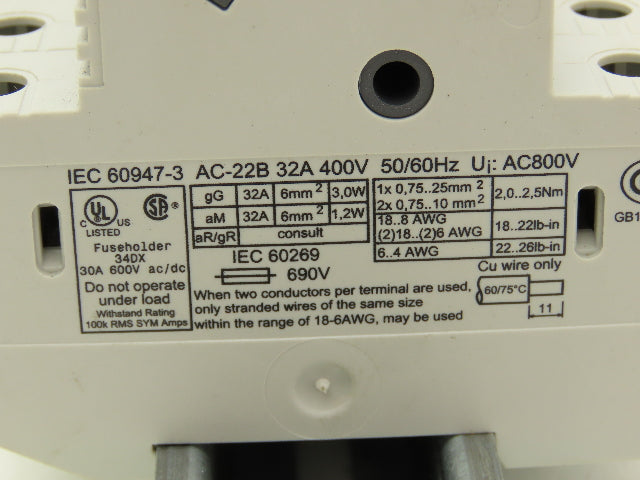 IEC 60947-3 AC-22B 32A 400V 50/60Hz Ui: AC800V
C UL US
LISTED
SA ®
Fuseholder
34DX
30A 600V ac/dc
Do not operate
under load
Withstand Rating
100k RMS SYM Amps
gG 32A 6mm² 3,0W
aM 32A 6mm² 1,2W
aR/gR consult
IEC 60269
690V
1x 0,75..25mm²
2x 0,75..10 mm²
2,0..2,5Nm
18..8 AWG
(2)18..(2)6 AWG
18..22lb-in
6..4 AWG 22..26lb-in
Cu wire only
60/75°C
11
When two conductors per terminal are used,
only stranded wires of the same size
within the range of 18-6AWG, may be used
GB1